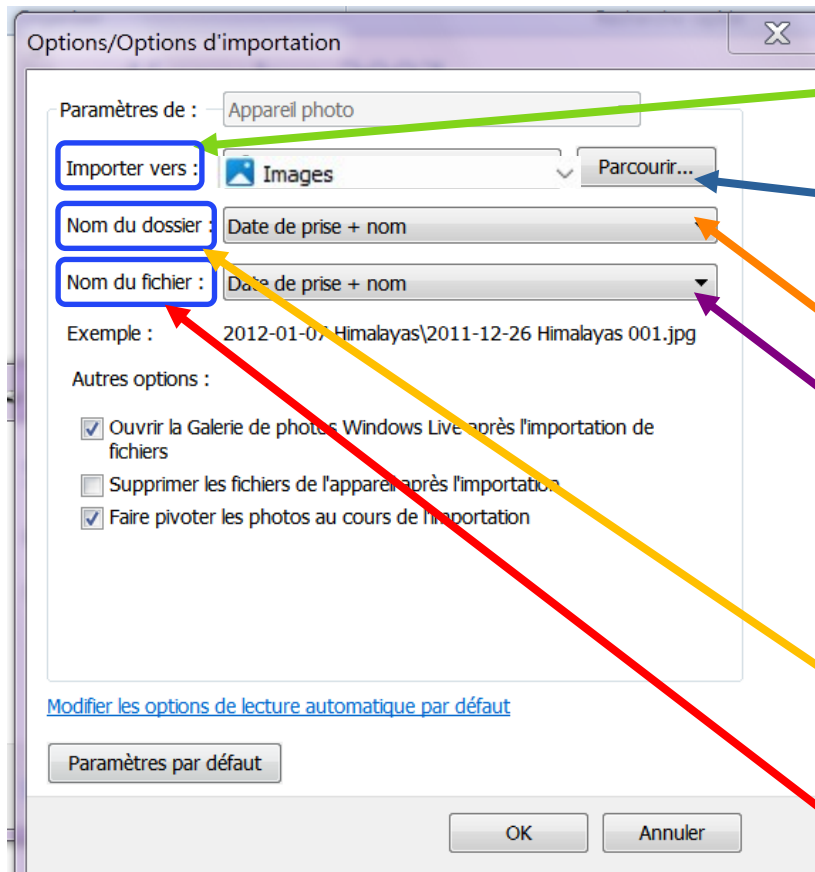 Options/Options d'importation
Paramètres de : Appareil photo
Importer vers : Images Parcourir...
Nom du dossier : Date de prise + nom
Nom du fichier : Date de prise + nom
Exemple : 2012-01-07 Himalayas\2011-12-26 Himalayas 001.jpg
Autres options :
Ouvrir la Galerie de photos Windows Live après l'importation de
fichiers
Supprimer les fichiers de l'appareil après l'importation
Faire pivoter les photos au cours de l'importation
Modifier les options de lecture automatique par défaut
Paramètres par défaut
OK Annuler